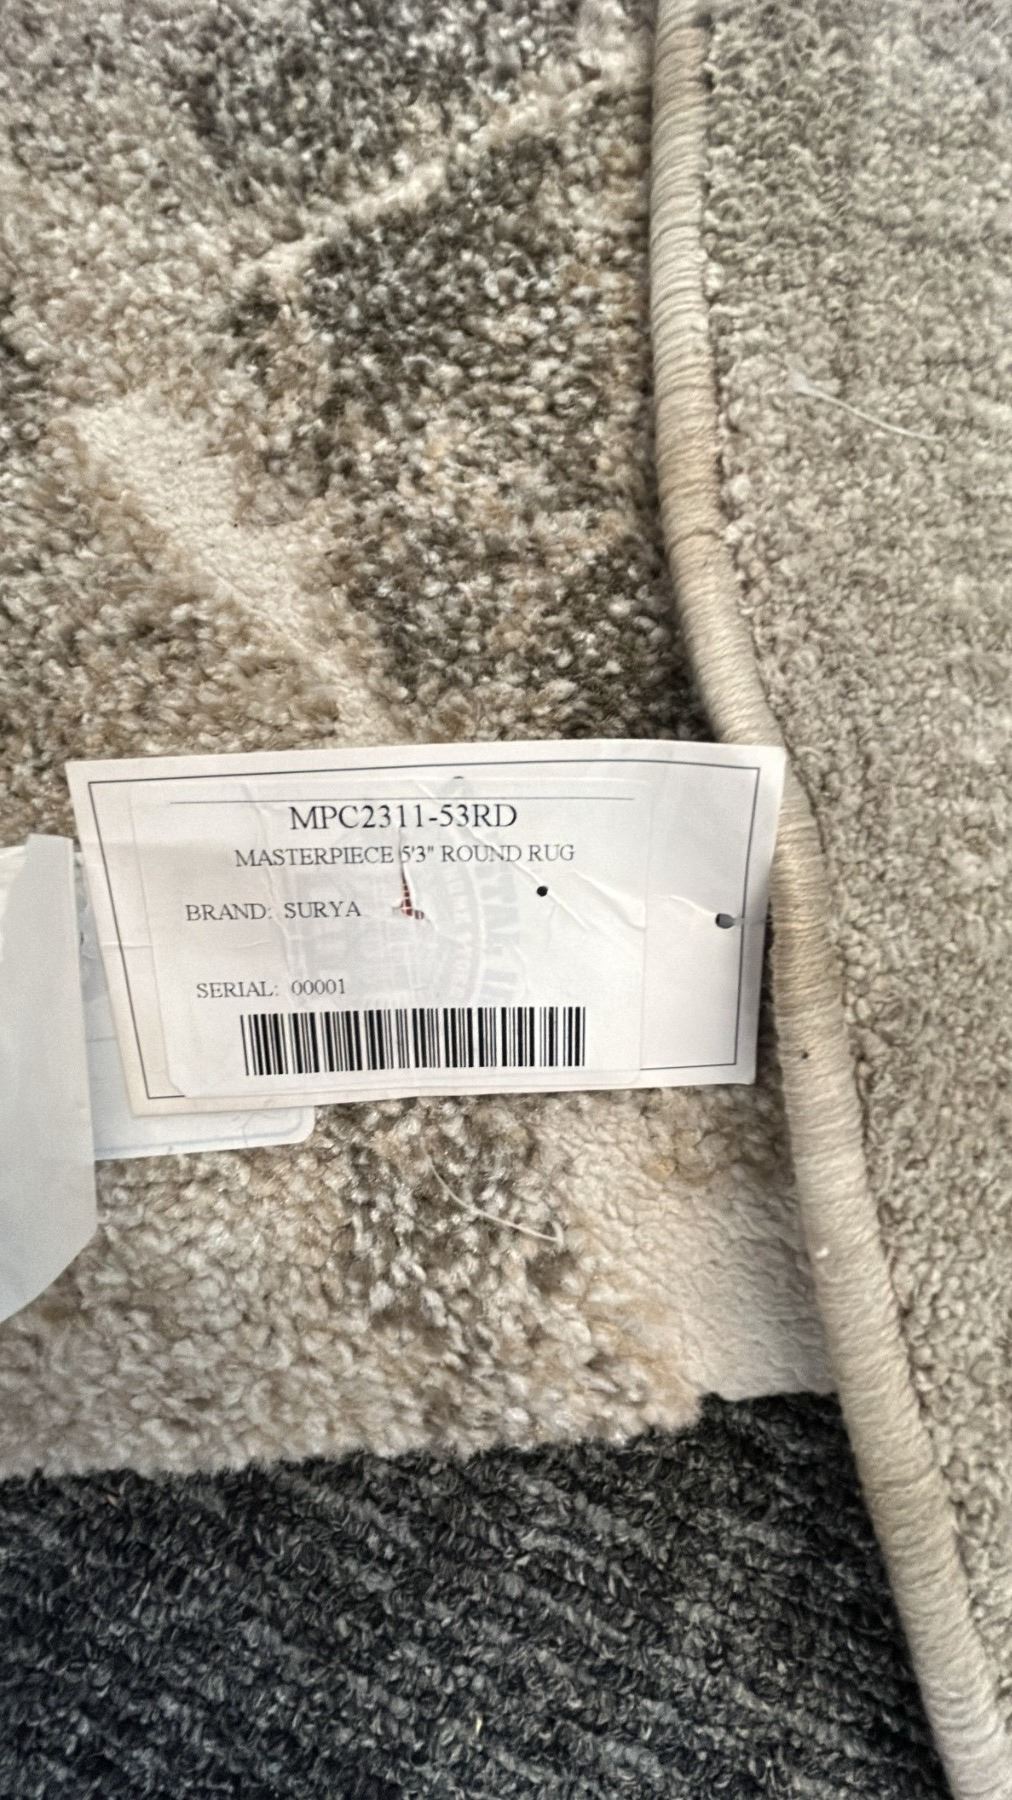 MPC2311-53RD
MASTERPIECE 5'3" ROUND RUG
BRAND: SURYA
SERIAL: 00001